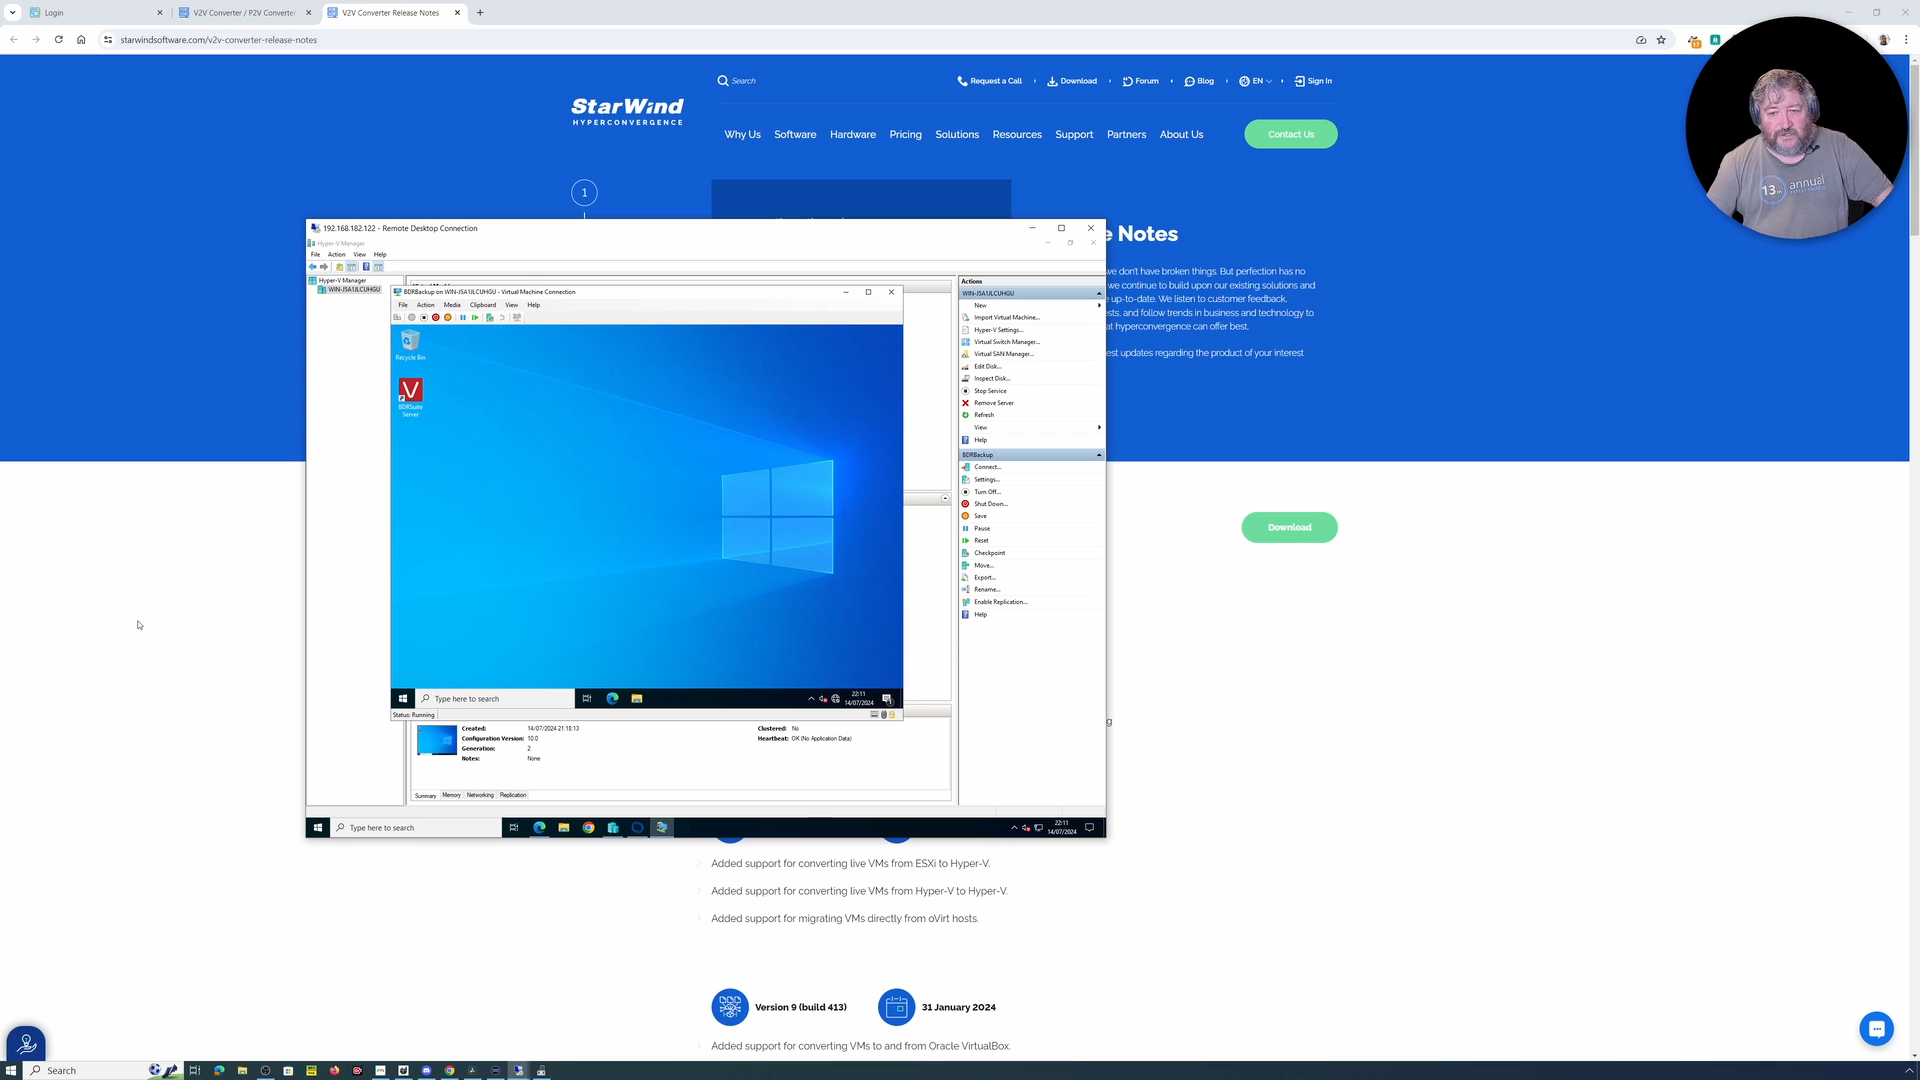 Login
V2V Converter / P2V Converter
V2V Converter Release Notes
starwindsoftware.com/v2v-converter-release-notes
17
Search
Request a Call
Download
Forum
Blog
EN
Sign In
StarWind
HYPERCONVERGENCE
Why Us
Software
Hardware
Pricing
Solutions
Resources
Support
Partners
About Us
Contact Us
13th annual
1
e Notes
we don't have broken things. But perfection has no
we continue to build upon our existing solutions and
e up-to-date. We listen to customer feedback,
sts, and follow trends in business and technology to
at hyperconvergence can offer best.
est updates regarding the product of your interest
Download
192.168.182.122 - Remote Desktop Connection
Hyper-V Manager
File Action View Help
Hyper-V Manager
WIN-J5A1JLCUHGU
BDRBackup on WIN-J5A1JLCUHGU - Virtual Machine Connection
File Action Media Clipboard View Help
Recycle Bin
BDRSuite
Server
Type here to search
22:11
14/07/2024
Status: Running
Created: 14/07/2024 21:18:13
Configuration Version: 10.0
Generation: 2
Notes: None
Clustered: No
Heartbeat: OK (No Application Data)
Summary Memory Networking Replication
Actions
WIN-J5A1JLCUHGU
New
Import Virtual Machine...
Hyper-V Settings...
Virtual Switch Manager...
Virtual SAN Manager...
Edit Disk...
Inspect Disk...
Stop Service
Remove Server
Refresh
View
Help
BDRBackup
Connect...
Settings...
Turn Off...
Shut Down...
Save
Pause
Reset
Checkpoint
Move...
Export...
Rename...
Enable Replication...
Help
Type here to search
22:11
14/07/2024
g
Added support for converting live VMs from ESXi to Hyper-V.
Added support for converting live VMs from Hyper-V to Hyper-V.
Added support for migrating VMs directly from oVirt hosts.
Version 9 (build 413)
31 January 2024
Added support for converting VMs to and from Oracle VirtualBox.
Search